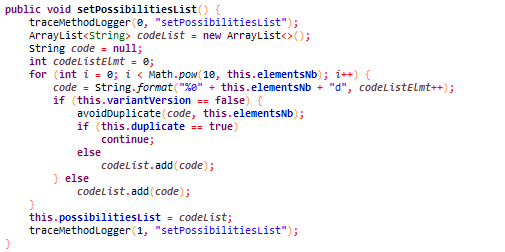 public void setPossibilitiesList() {
    traceMethodLogger(0, "setPossibilitiesList");
    ArrayList<String> codeList = new ArrayList<>();
    String code = null;
    int codeListElmt = 0;
    for (int i = 0; i < Math.pow(10, this.elementsNb); i++) {
        code = String.format("%0" + this.elementsNb + "d", codeListElmt++);
        if (this.variantVersion == false) {
            avoidDuplicate(code, this.elementsNb);
            if (this.duplicate == true)
                continue;
            else
                codeList.add(code);
        } else
            codeList.add(code);
    }
    this.possibilitiesList = codeList;
    traceMethodLogger(1, "setPossibilitiesList");
}